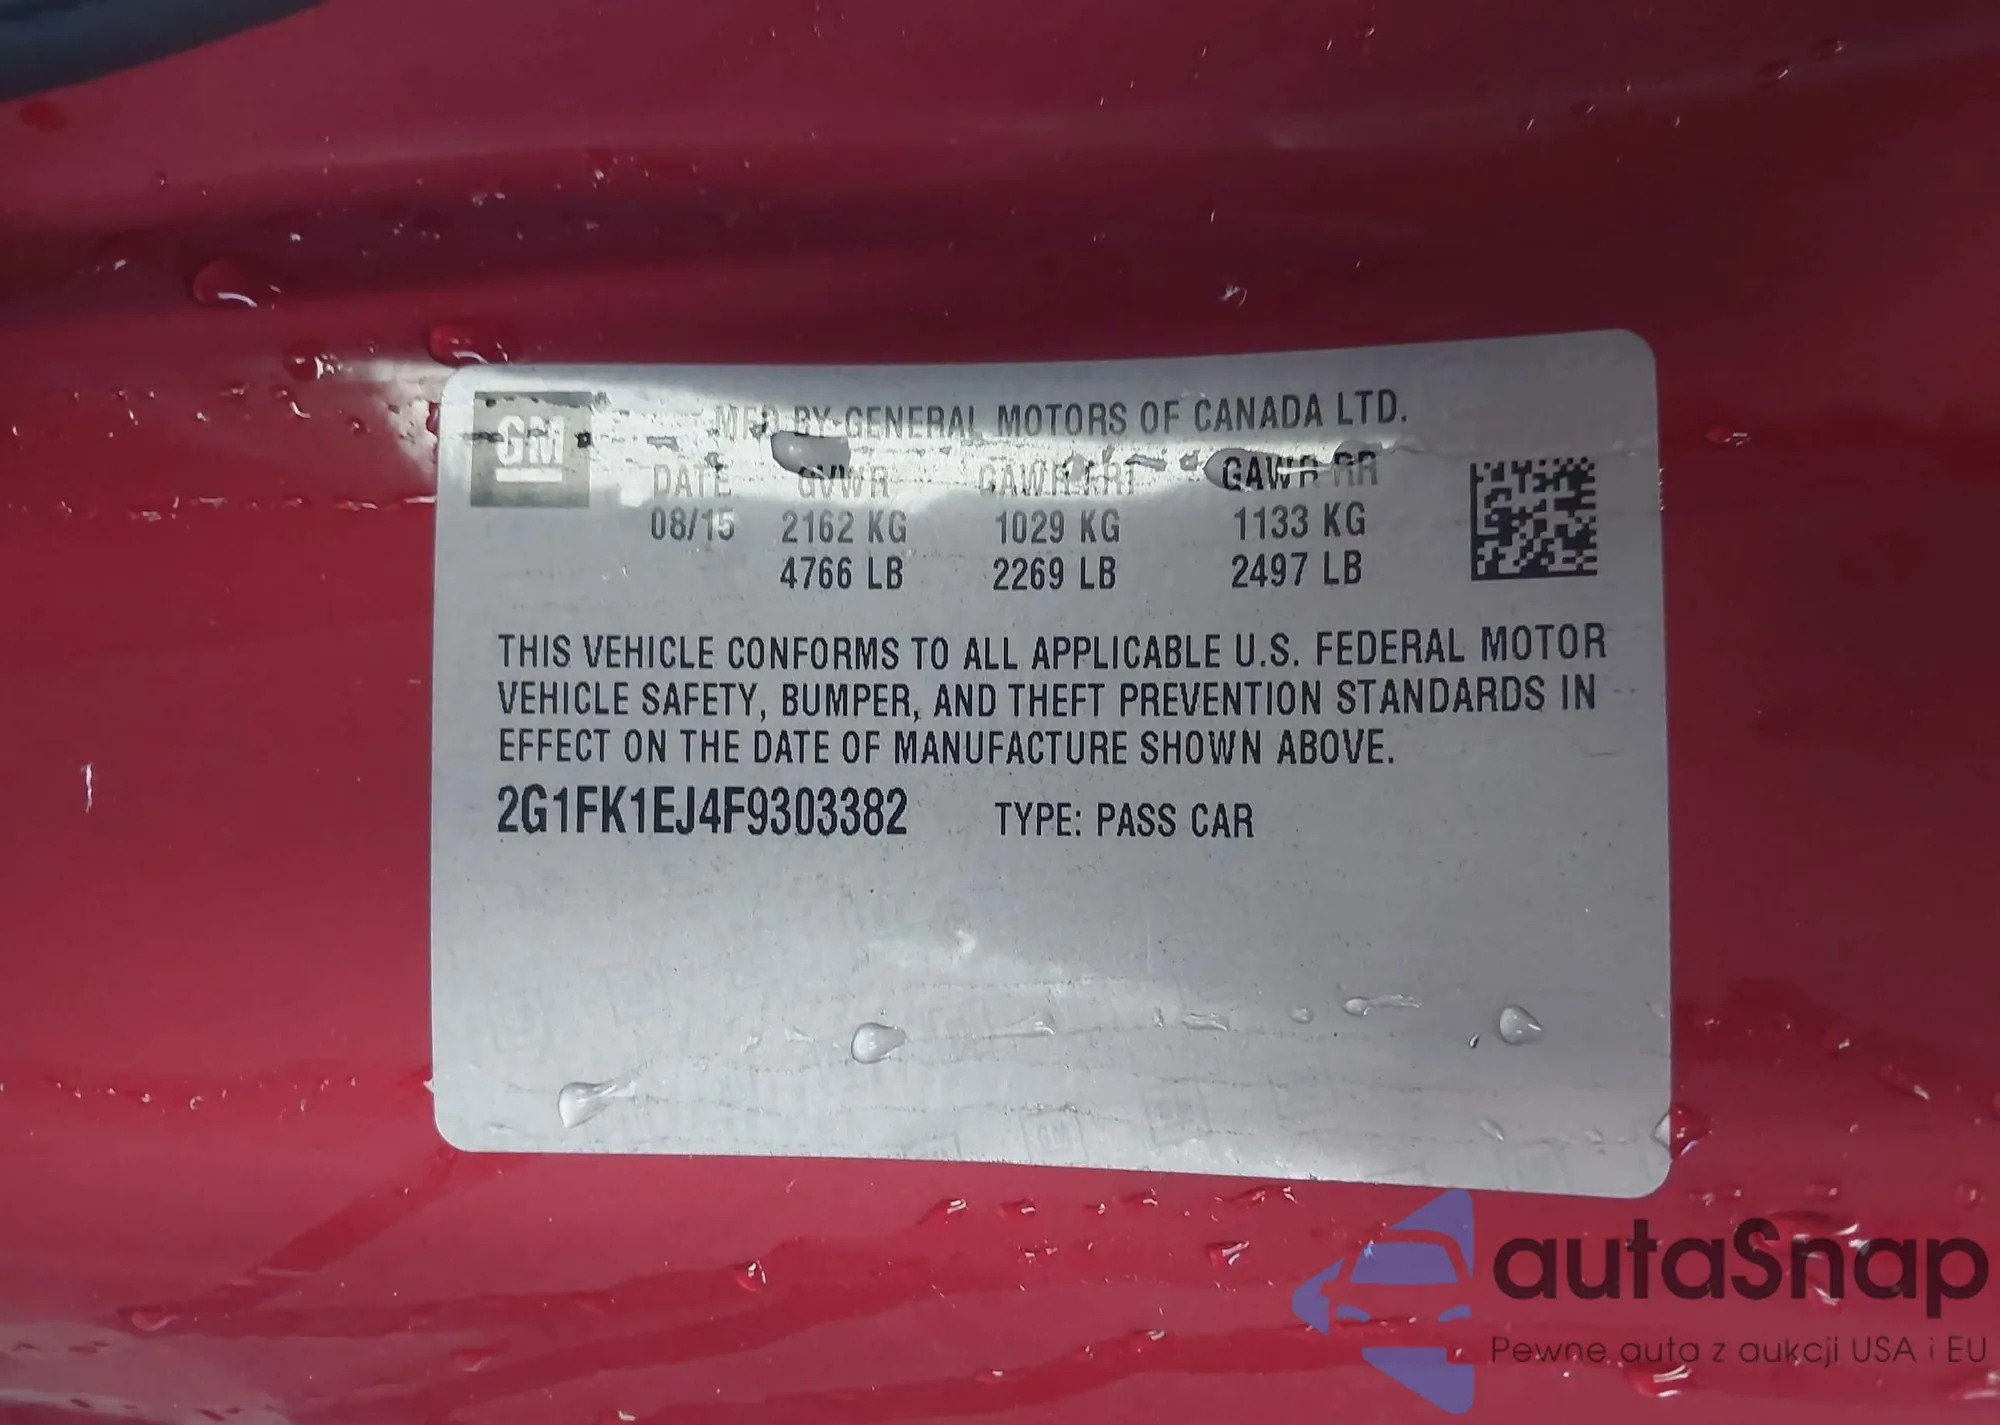 GM
MFD BY GENERAL MOTORS OF CANADA LTD.
DATE GVWR GAWR FRT GAWR RR
08/15 2162 KG 1029 KG 1133 KG
4766 LB 2269 LB 2497 LB
THIS VEHICLE CONFORMS TO ALL APPLICABLE U.S. FEDERAL MOTOR
VEHICLE SAFETY, BUMPER, AND THEFT PREVENTION STANDARDS IN
EFFECT ON THE DATE OF MANUFACTURE SHOWN ABOVE.
2G1FK1EJ4F9303382 TYPE: PASS CAR
autaSnap
Pewne auta z aukcji USA i EU